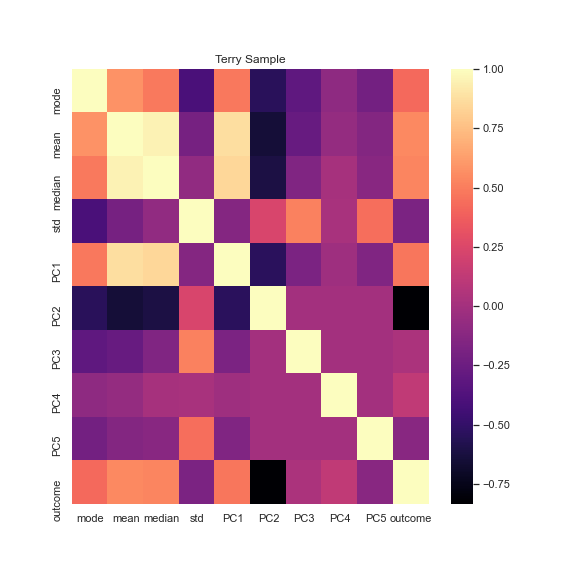 Terry Sample
mode
mean
median
std
PC1
PC2
PC3
PC4
PC5
outcome
mode mean median std PC1 PC2 PC3 PC4 PC5 outcome
1.00
0.75
0.50
0.25
0.00
−0.25
−0.50
−0.75